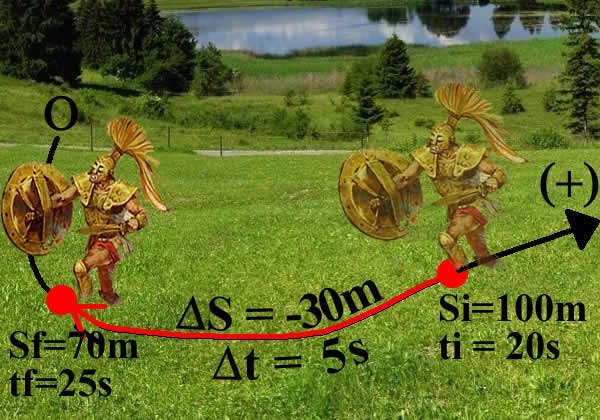 O
(+)
ΔS = -30m
Δt = 5s
Si=100m
ti = 20s
Sf=70m
tf=25s